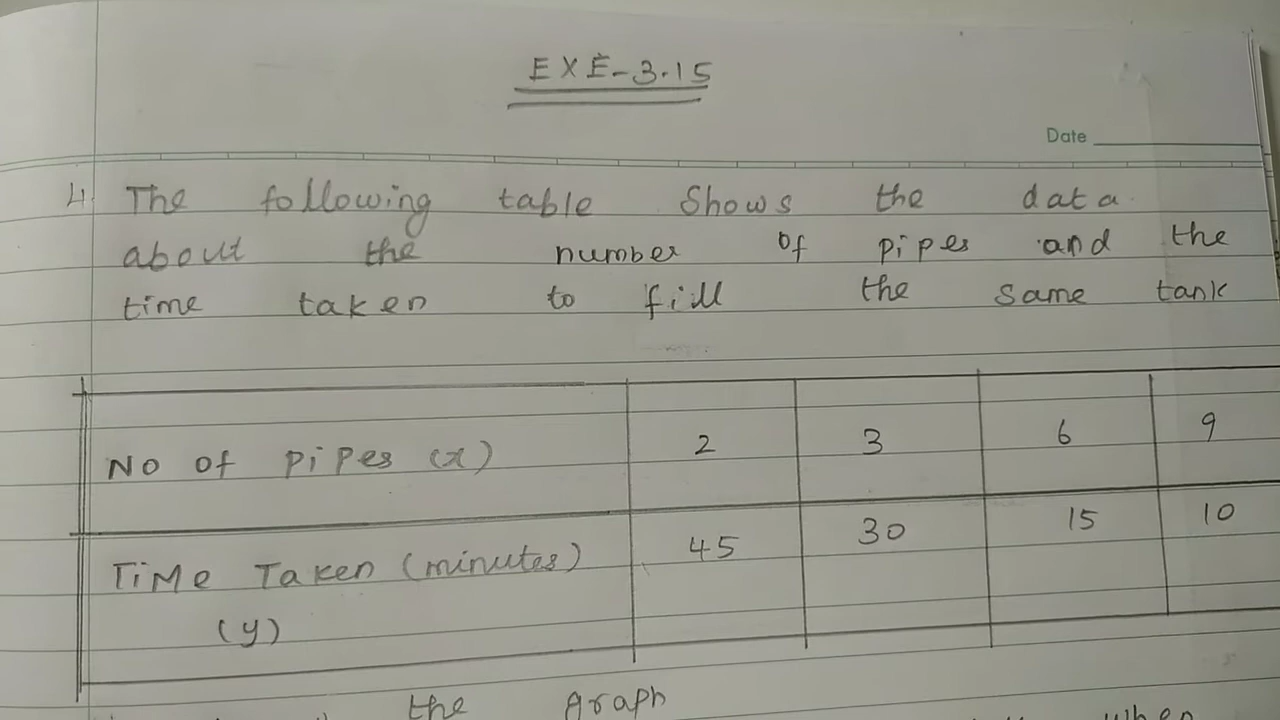 EXE-3.15
Date
4. The following table shows the data
about the number of pipes and the
time taken to fill the same tank
No of pipes (x) 2 3 6 9
Time Taken (minutes) 45 30 15 10
(y)
the graph
when